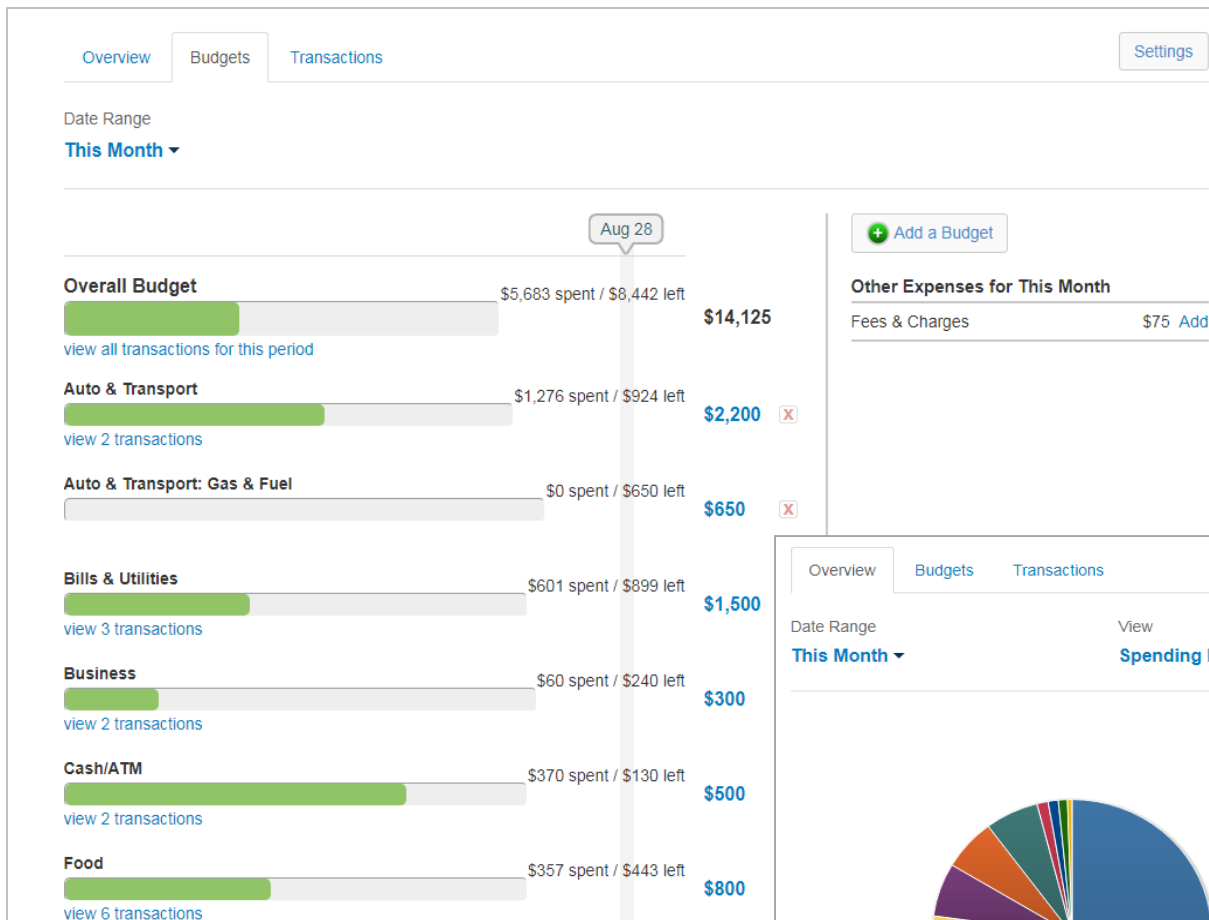 Overview Budgets Transactions Settings
Date Range
This Month
Aug 28
Add a Budget
Overall Budget
$5,683 spent / $8,442 left
$14,125
view all transactions for this period
Other Expenses for This Month
Fees & Charges $75 Add
Auto & Transport
$1,276 spent / $924 left
$2,200 X
view 2 transactions
Auto & Transport: Gas & Fuel
$0 spent / $650 left
$650 X
Bills & Utilities
$601 spent / $899 left
$1,500
view 3 transactions
Business
$60 spent / $240 left
$300
view 2 transactions
Cash/ATM
$370 spent / $130 left
$500
view 2 transactions
Food
$357 spent / $443 left
$800
view 6 transactions
Overview Budgets Transactions
Date Range View
This Month Spending